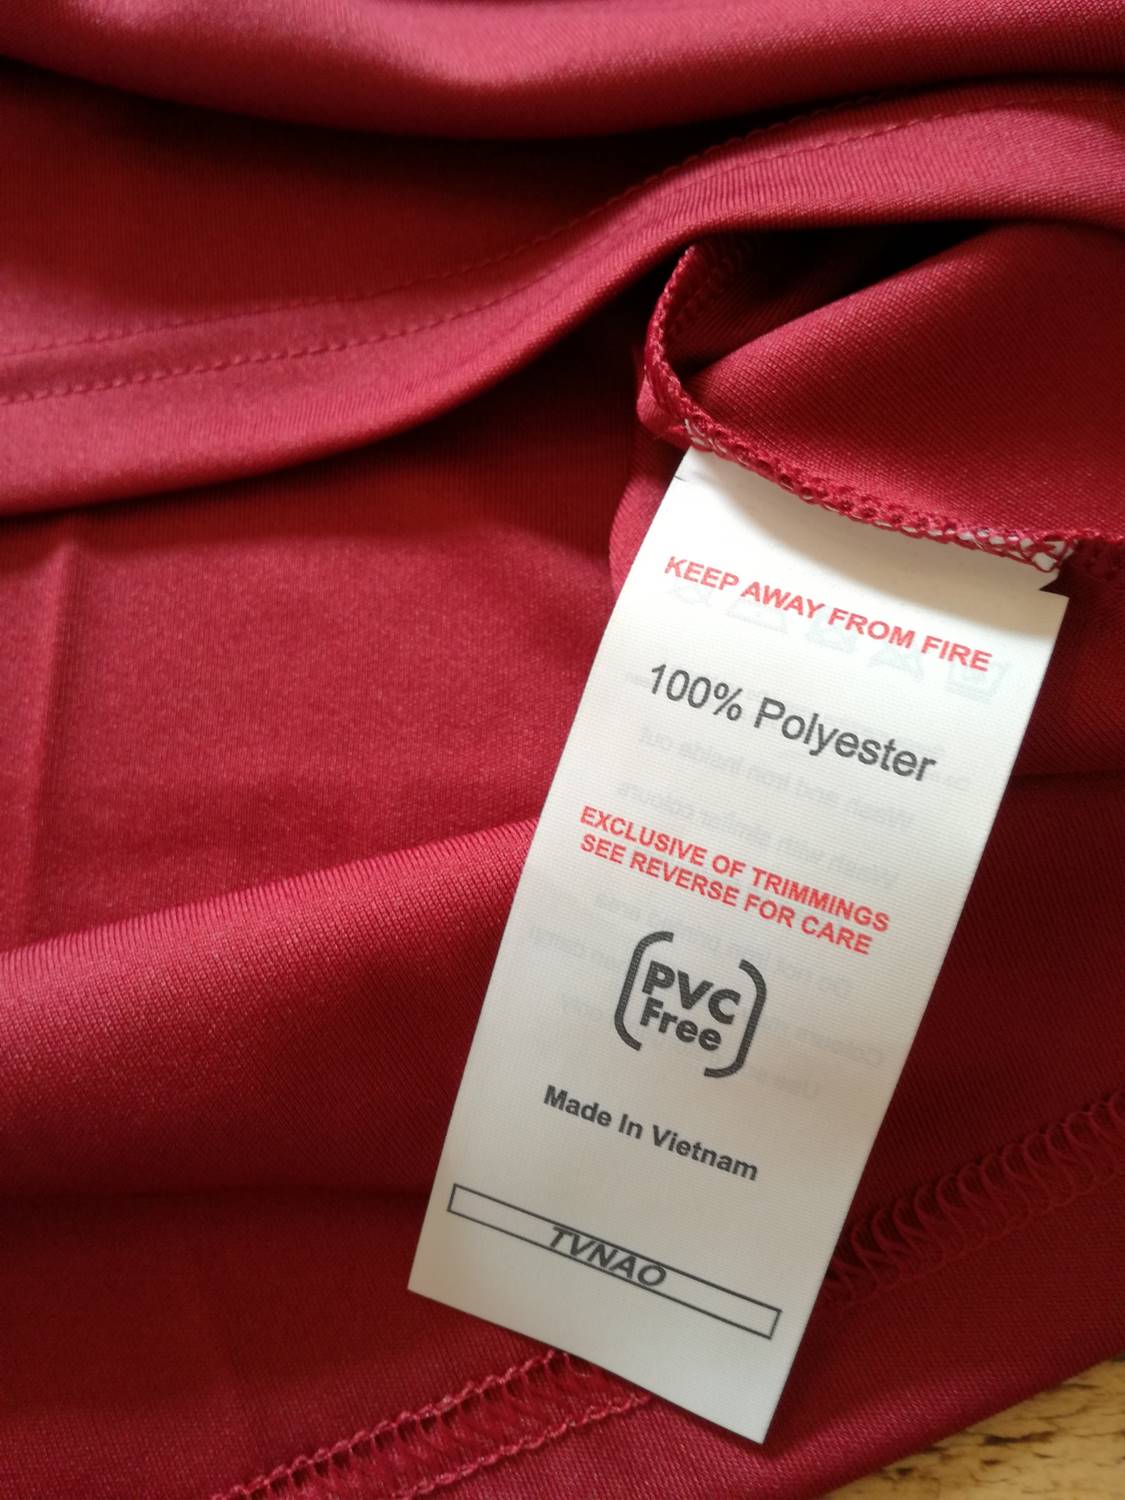 KEEP AWAY FROM FIRE
100% Polyester
EXCLUSIVE OF TRIMMINGS
SEE REVERSE FOR CARE
PVC
Free
Made In Vietnam
TVNAO